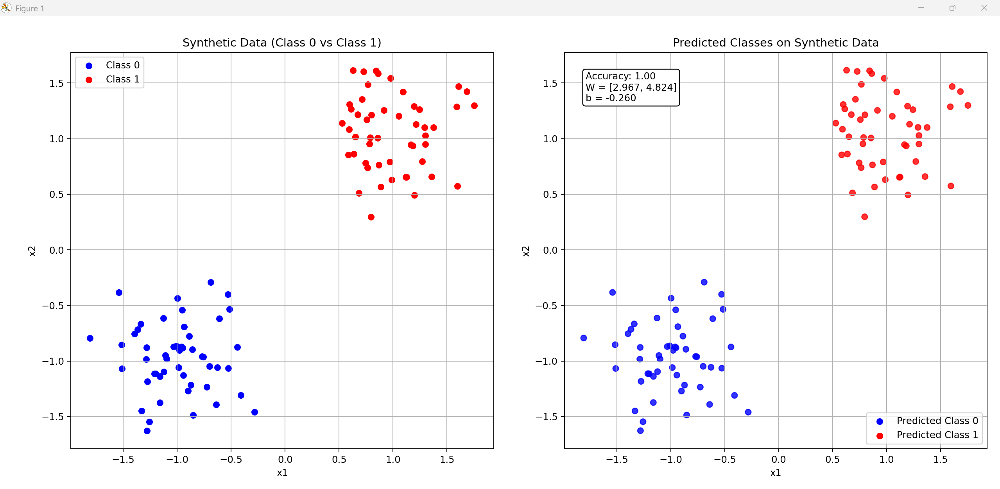 Figure 1
Synthetic Data (Class 0 vs Class 1)
Class 0
Class 1
1.5
1.0
0.5
0.0
−0.5
−1.0
−1.5
x2
−1.5
−1.0
−0.5
0.0
0.5
1.0
1.5
x1
Predicted Classes on Synthetic Data
Accuracy: 1.00
W = [2.967, 4.824]
b = -0.260
1.5
1.0
0.5
0.0
−0.5
−1.0
−1.5
x2
Predicted Class 0
Predicted Class 1
−1.5
−1.0
−0.5
0.0
0.5
1.0
1.5
x1